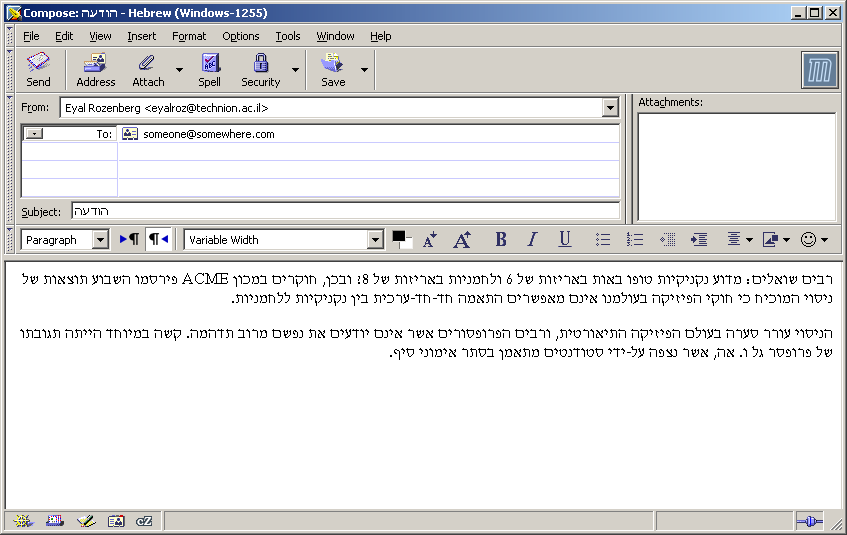 Compose: הודעה - Hebrew (Windows-1255)
File Edit View Insert Format Options Tools Window Help
Send Address Attach Spell Security Save
From: Eyal Rozenberg <eyalroz@technion.ac.il>
Attachments:
To: someone@somewhere.com
Subject: הודעה
Paragraph Variable Width
רבים שואלים: מדוע נקניקיות טופו באות באריזות של 6 ולחמניות באריזות של 8? ובכן, חוקרים במכון ACME פירסמו השבוע תוצאות של
ניסוי המוכיח כי חוקי הפיזיקה בעולמנו אינם מאפשרים התאמה חד-חד-ערכית בין נקניקיות ללחמניות.
הניסוי עורר סערה בעולם הפיזיקה התיאורטית, ורבים הפרופסורים אשר אינם יודעים את נפשם מרוב תדהמה. קשה במיוחד הייתה תגובתו
של פרופסר גל ו. אה, אשר נצפה על-ידי סטודנטים מתאמן בסתר אימוני סיף.